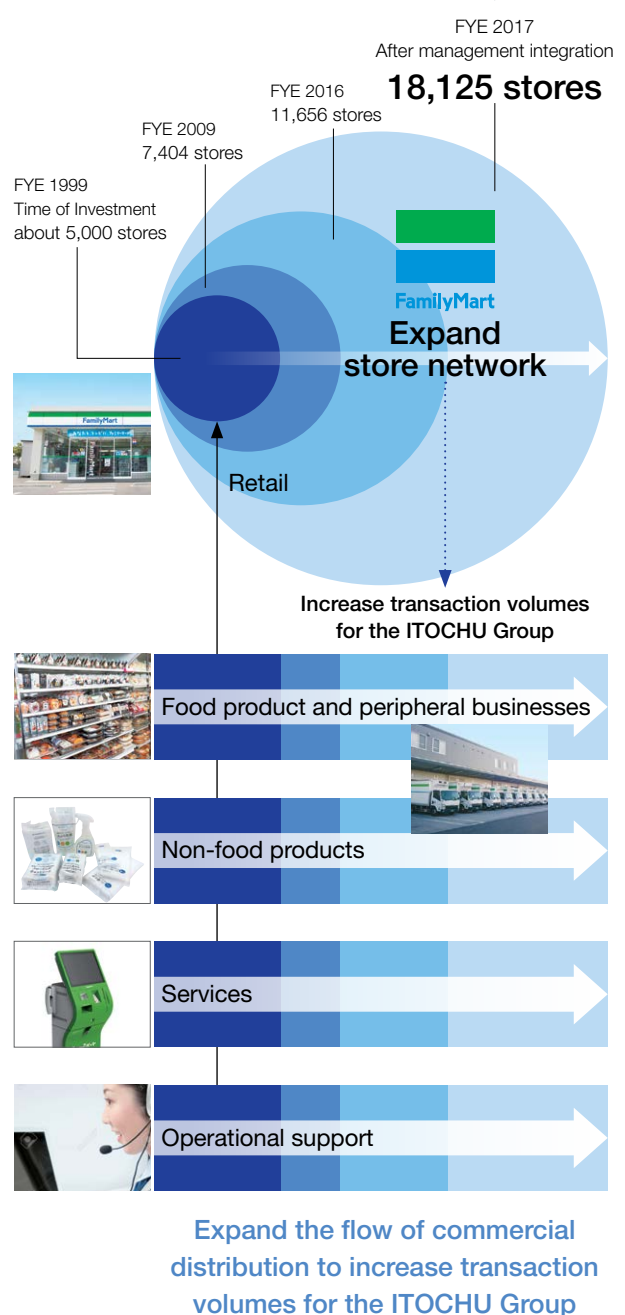 FYE 2017
After management integration
18,125 stores
FYE 2016
11,656 stores
FYE 2009
7,404 stores
FYE 1999
Time of Investment
about 5,000 stores
FamilyMart
Expand
store network
FamilyMart
Retail
Increase transaction volumes
for the ITOCHU Group
Food product and peripheral businesses
Non-food products
Services
Operational support
Expand the flow of commercial
distribution to increase transaction
volumes for the ITOCHU Group